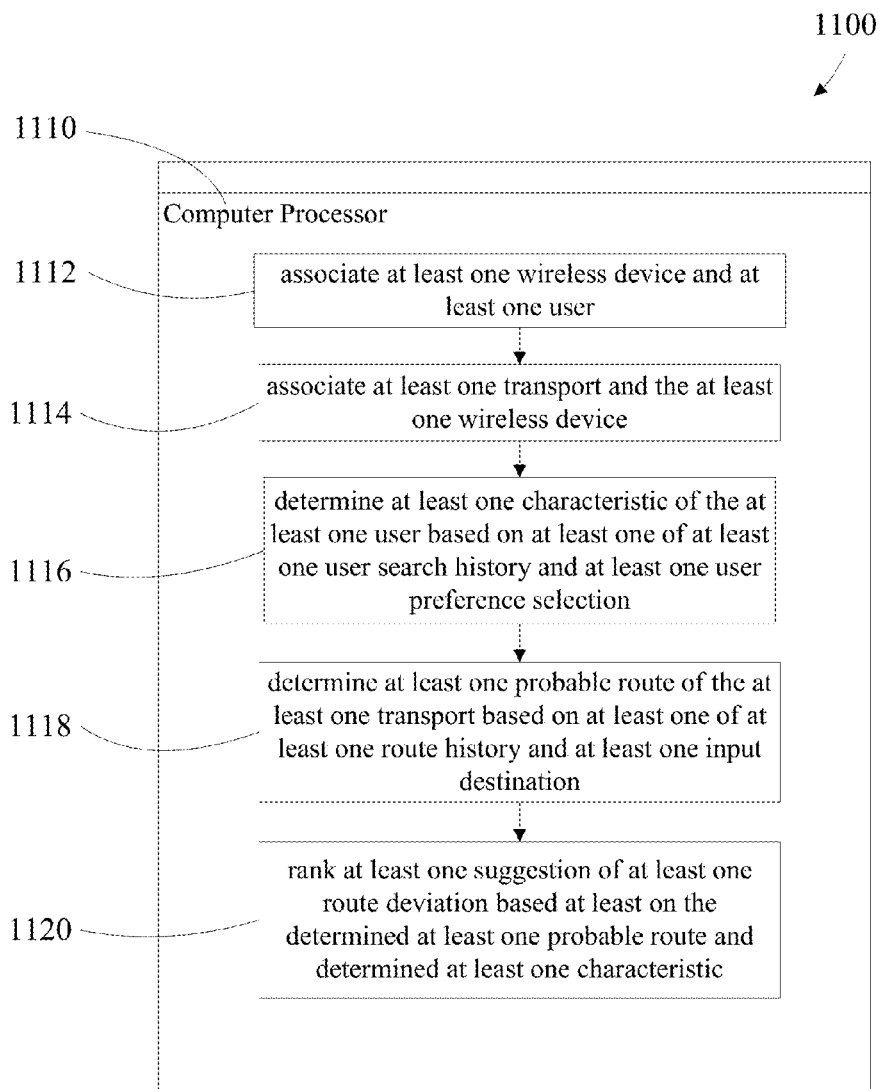 1100
1110
Computer Processor
1112
associate at least one wireless device and at
least one user
1114
associate at least one transport and the at least
one wireless device
1116
determine at least one characteristic of the at
least one user based on at least one of at least
one user search history and at least one user
preference selection
1118
determine at least one probable route of the at
least one transport based on at least one of at
least one route history and at least one input
destination
1120
rank at least one suggestion of at least one
route deviation based at least on the
determined at least one probable route and
determined at least one characteristic